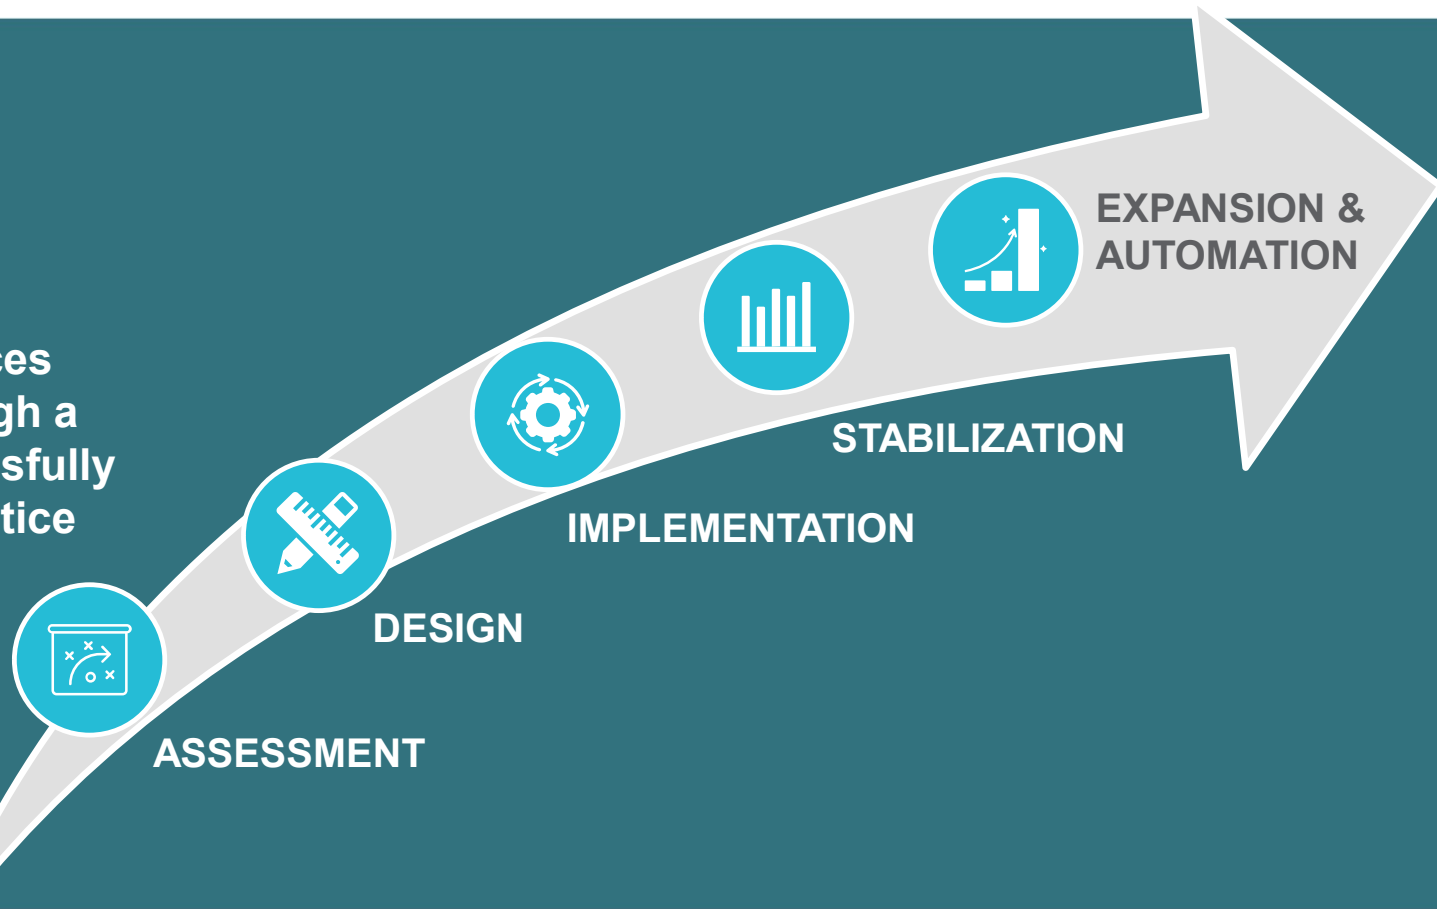 EXPANSION &
AUTOMATION
ces
gh a
sfully
tice
STABILIZATION
IMPLEMENTATION
DESIGN
ASSESSMENT